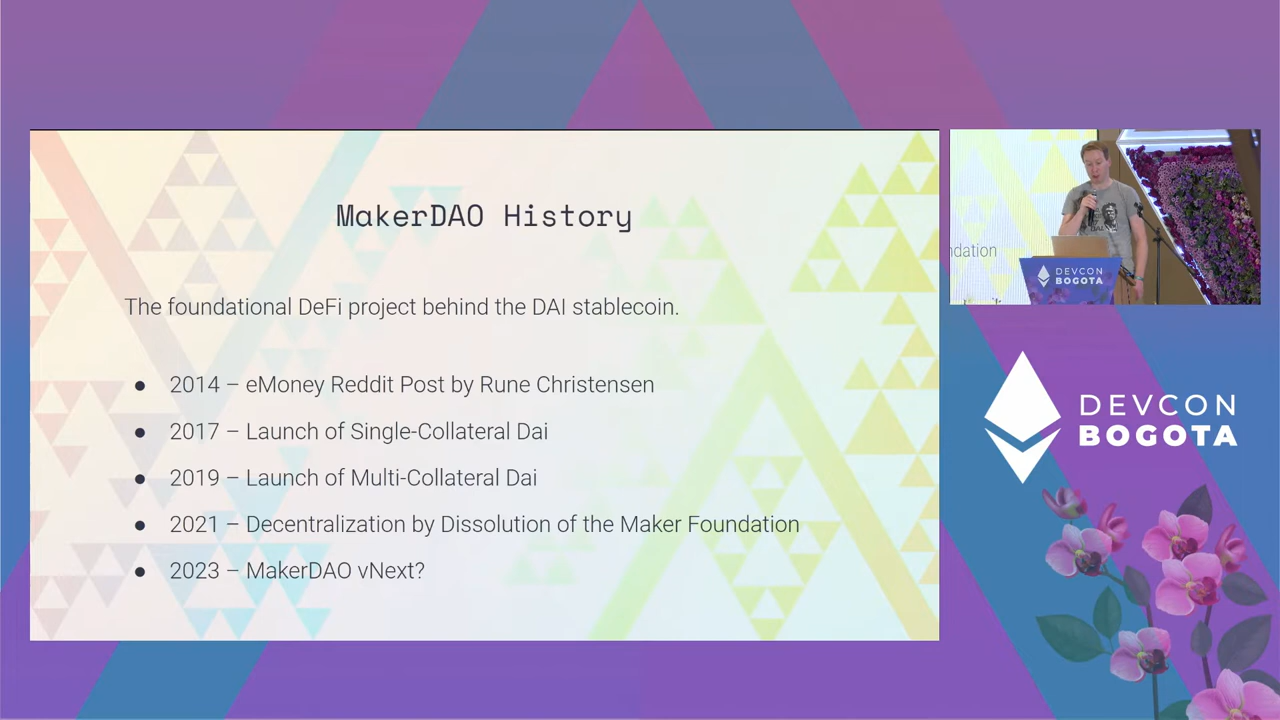 MakerDAO History
The foundational DeFi project behind the DAI stablecoin.
● 2014 – eMoney Reddit Post by Rune Christensen
● 2017 – Launch of Single-Collateral Dai
● 2019 – Launch of Multi-Collateral Dai
● 2021 – Decentralization by Dissolution of the Maker Foundation
● 2023 – MakerDAO vNext?
ndation
DEVCON
BOGOTA
DEVCON
BOGOTA